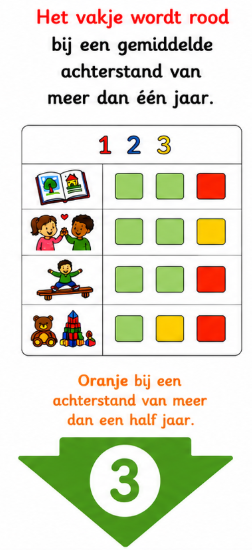 Het vakje wordt rood
bij een gemiddelde
achterstand van
meer dan één jaar.
1 2 3
Oranje bij een
achterstand van meer
dan een half jaar.
3